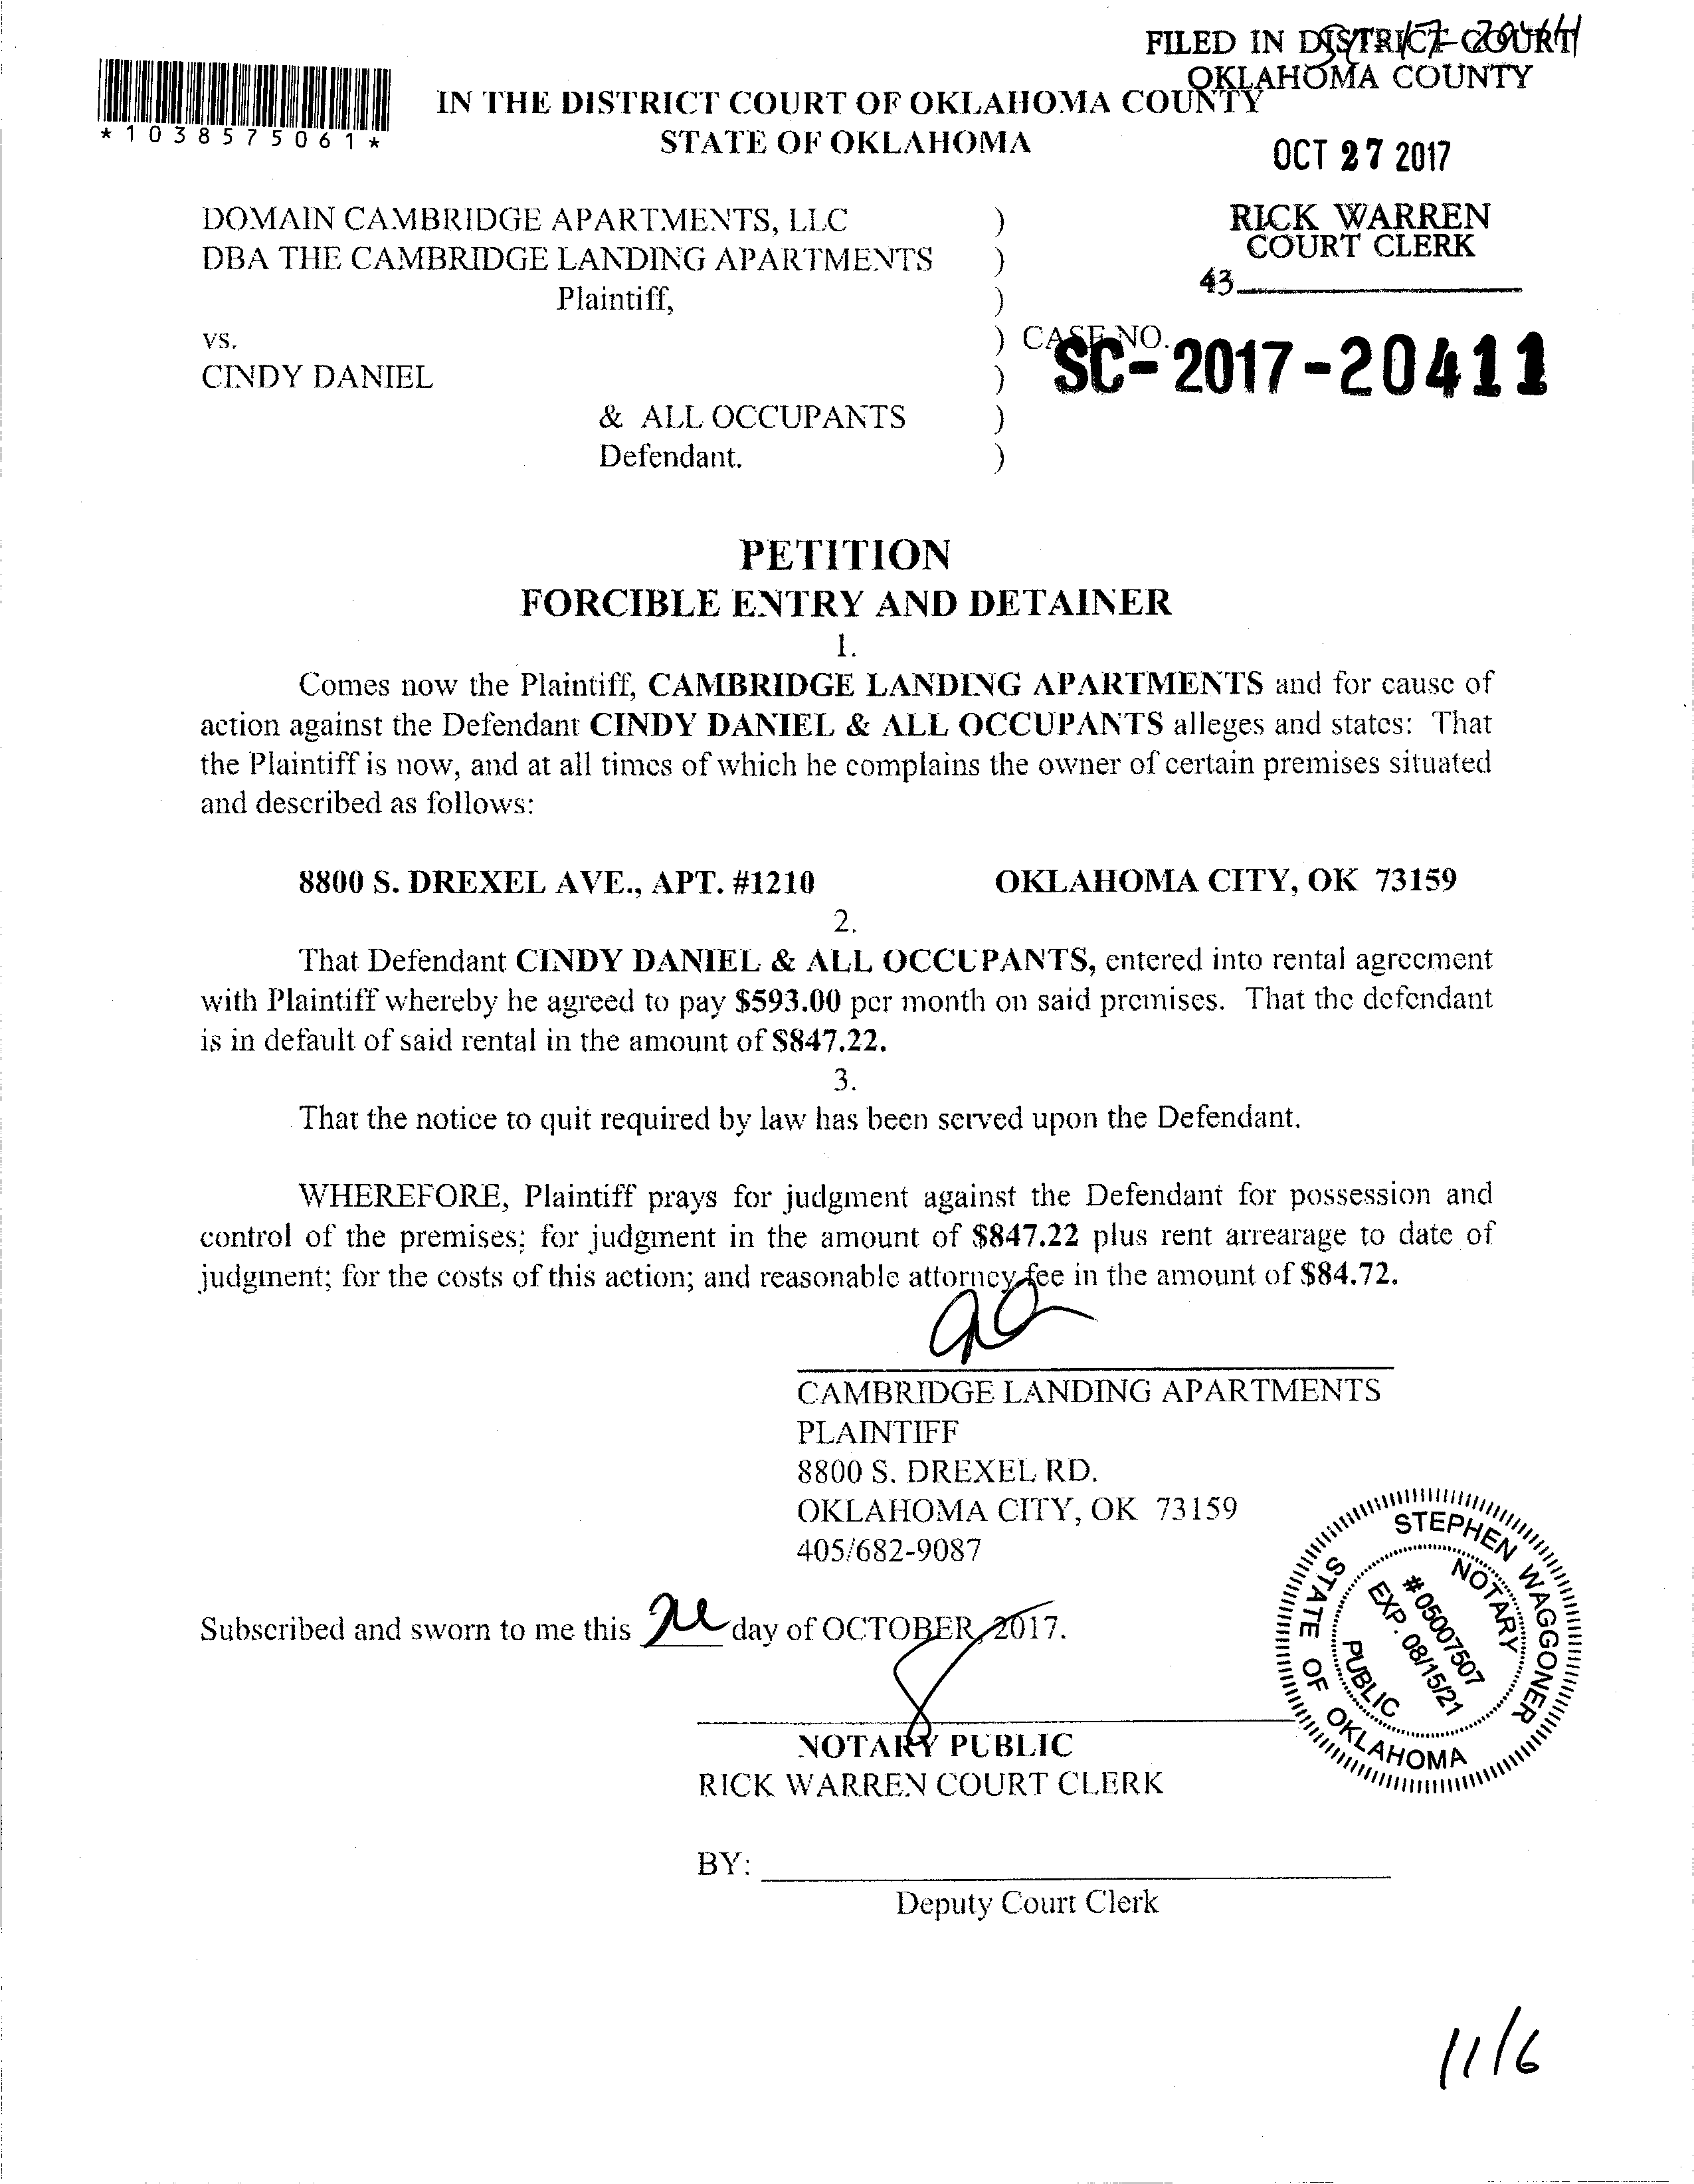 FILED IN DISTRICT COURT
OKLAHOMA COUNTY
*1038575061*
IN THE DISTRICT COURT OF OKLAHOMA COUNTY
STATE OF OKLAHOMA
OCT 27 2017
RICK WARREN
COURT CLERK
43
DOMAIN CAMBRIDGE APARTMENTS, LLC )
DBA THE CAMBRIDGE LANDING APARTMENTS )
Plaintiff, )
vs. ) CASE NO. SC-2017-20411
CINDY DANIEL )
& ALL OCCUPANTS )
Defendant. )
PETITION
FORCIBLE ENTRY AND DETAINER
1.
Comes now the Plaintiff, CAMBRIDGE LANDING APARTMENTS and for cause of
action against the Defendant CINDY DANIEL & ALL OCCUPANTS alleges and states: That
the Plaintiff is now, and at all times of which he complains the owner of certain premises situated
and described as follows:
8800 S. DREXEL AVE., APT. #1210 OKLAHOMA CITY, OK 73159
2.
That Defendant CINDY DANIEL & ALL OCCUPANTS, entered into rental agreement
with Plaintiff whereby he agreed to pay $593.00 per month on said premises. That the defendant
is in default of said rental in the amount of $847.22.
3.
That the notice to quit required by law has been served upon the Defendant.
WHEREFORE, Plaintiff prays for judgment against the Defendant for possession and
control of the premises; for judgment in the amount of $847.22 plus rent arrearage to date of
judgment; for the costs of this action; and reasonable attorney fee in the amount of $84.72.
CAMBRIDGE LANDING APARTMENTS
PLAINTIFF
8800 S. DREXEL RD.
OKLAHOMA CITY, OK 73159
405/682-9087
Subscribed and sworn to me this day of OCTOBER, 2017.
STEPHEN WAGGONER
NOTARY PUBLIC
#05007507
EXP. 08/15/21
STATE OF OKLAHOMA
NOTARY PUBLIC
RICK WARREN COURT CLERK
BY:
Deputy Court Clerk
11/6